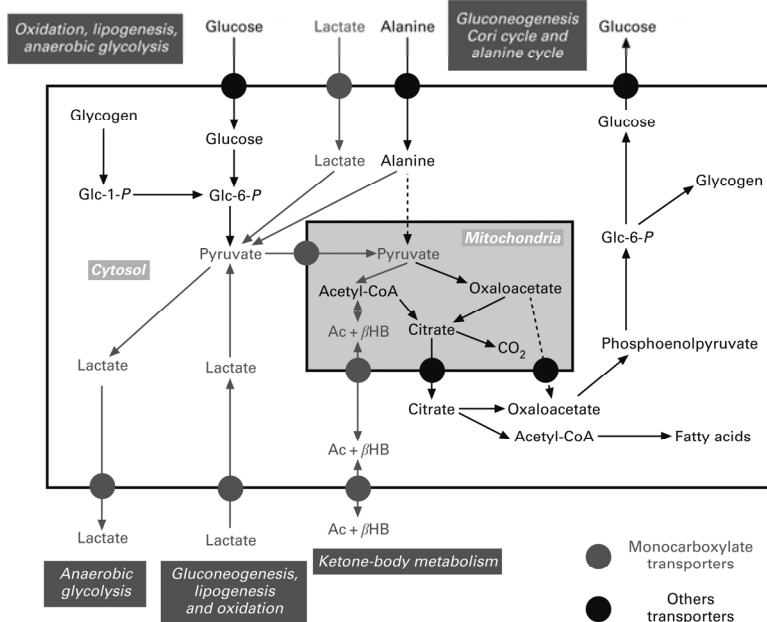 Oxidation, lipogenesis,
anaerobic glycolysis
Glucose
Lactate
Alanine
Gluconeogenesis
Cori cycle and
alanine cycle
Glucose
Glycogen
Glucose
Lactate
Alanine
Glucose
Glc-1-P
Glc-6-P
Glycogen
Glc-6-P
Cytosol
Pyruvate
Mitochondria
Pyruvate
Acetyl-CoA
Oxaloacetate
Ac + βHB
Citrate
CO2
Phosphoenolpyruvate
Lactate
Lactate
Citrate
Oxaloacetate
Acetyl-CoA
Fatty acids
Ac + βHB
Lactate
Lactate
Ac + βHB
Anaerobic
glycolysis
Gluconeogenesis,
lipogenesis
and oxidation
Ketone-body metabolism
Monocarboxylate
transporters
Others
transporters